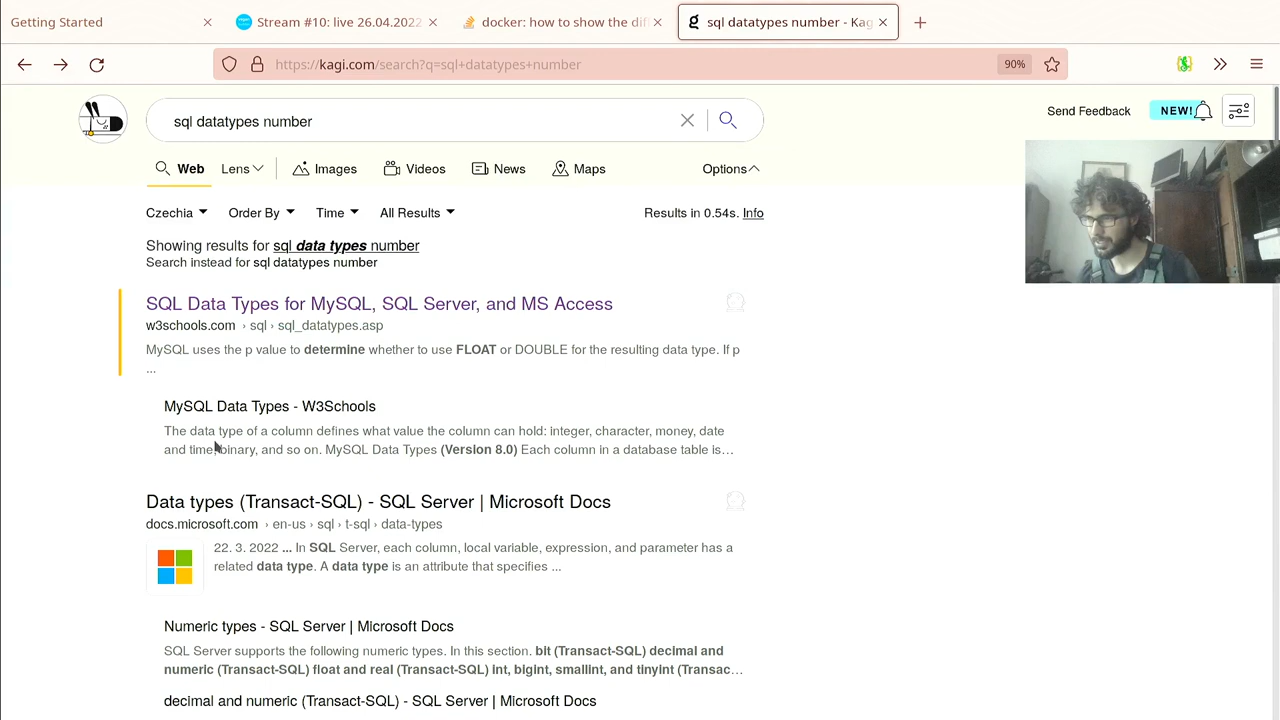 Getting Started
Stream #10: live 26.04.2022
docker: how to show the dif
sql datatypes number - Kag
https://kagi.com/search?q=sql+datatypes+number
90%
sql datatypes number
Send Feedback
NEW!
Web
Lens
Images
Videos
News
Maps
Options
Czechia
Order By
Time
All Results
Results in 0.54s. Info
Showing results for sql data types number
Search instead for sql datatypes number
SQL Data Types for MySQL, SQL Server, and MS Access
w3schools.com › sql › sql_datatypes.asp
MySQL uses the p value to determine whether to use FLOAT or DOUBLE for the resulting data type. If p
...
MySQL Data Types - W3Schools
The data type of a column defines what value the column can hold: integer, character, money, date
and time, binary, and so on. MySQL Data Types (Version 8.0) Each column in a database table is…
Data types (Transact-SQL) - SQL Server | Microsoft Docs
docs.microsoft.com › en-us › sql › t-sql › data-types
22. 3. 2022 ... In SQL Server, each column, local variable, expression, and parameter has a
related data type. A data type is an attribute that specifies ...
Numeric types - SQL Server | Microsoft Docs
SQL Server supports the following numeric types. In this section. bit (Transact-SQL) decimal and
numeric (Transact-SQL) float and real (Transact-SQL) int, bigint, smallint, and tinyint (Transac…
decimal and numeric (Transact-SQL) - SQL Server | Microsoft Docs